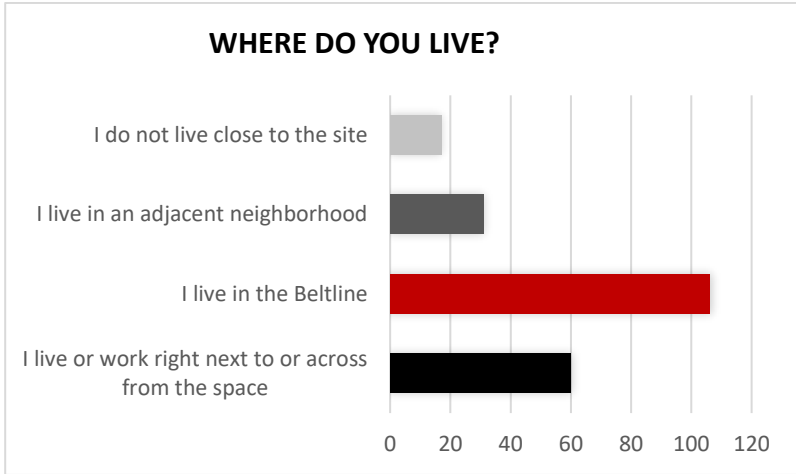 WHERE DO YOU LIVE?
I do not live close to the site
I live in an adjacent neighborhood
I live in the Beltline
I live or work right next to or across
from the space
0 20 40 60 80 100 120